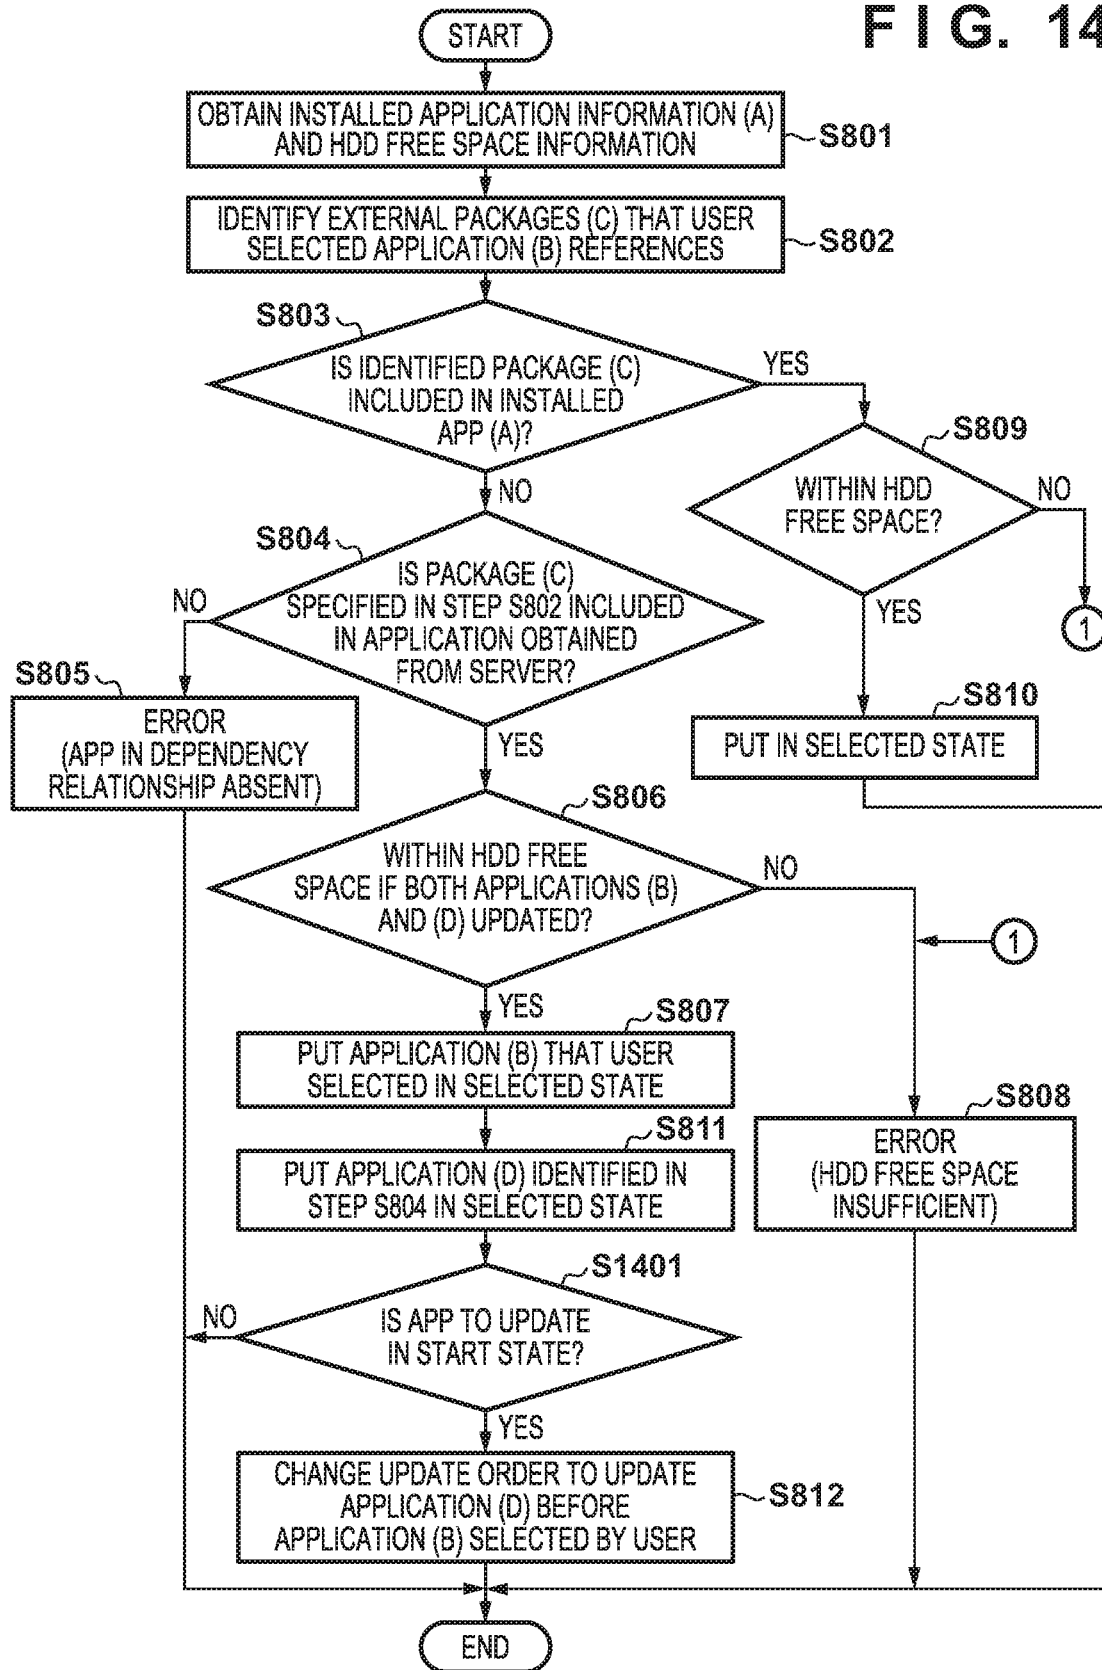 FIG. 14
START
OBTAIN INSTALLED APPLICATION INFORMATION (A)
AND HDD FREE SPACE INFORMATION
S801
IDENTIFY EXTERNAL PACKAGES (C) THAT USER
SELECTED APPLICATION (B) REFERENCES
S802
S803
IS IDENTIFIED PACKAGE (C)
INCLUDED IN INSTALLED
APP (A)?
YES
NO
S809
WITHIN HDD
FREE SPACE?
NO
YES
1
S810
PUT IN SELECTED STATE
S804
IS PACKAGE (C)
SPECIFIED IN STEP S802 INCLUDED
IN APPLICATION OBTAINED
FROM SERVER?
NO
YES
S805
ERROR
(APP IN DEPENDENCY
RELATIONSHIP ABSENT)
S806
WITHIN HDD FREE
SPACE IF BOTH APPLICATIONS (B)
AND (D) UPDATED?
NO
YES
1
S807
PUT APPLICATION (B) THAT USER
SELECTED IN SELECTED STATE
S808
ERROR
(HDD FREE SPACE
INSUFFICIENT)
S811
PUT APPLICATION (D) IDENTIFIED IN
STEP S804 IN SELECTED STATE
S1401
IS APP TO UPDATE
IN START STATE?
NO
YES
CHANGE UPDATE ORDER TO UPDATE
APPLICATION (D) BEFORE
APPLICATION (B) SELECTED BY USER
S812
END